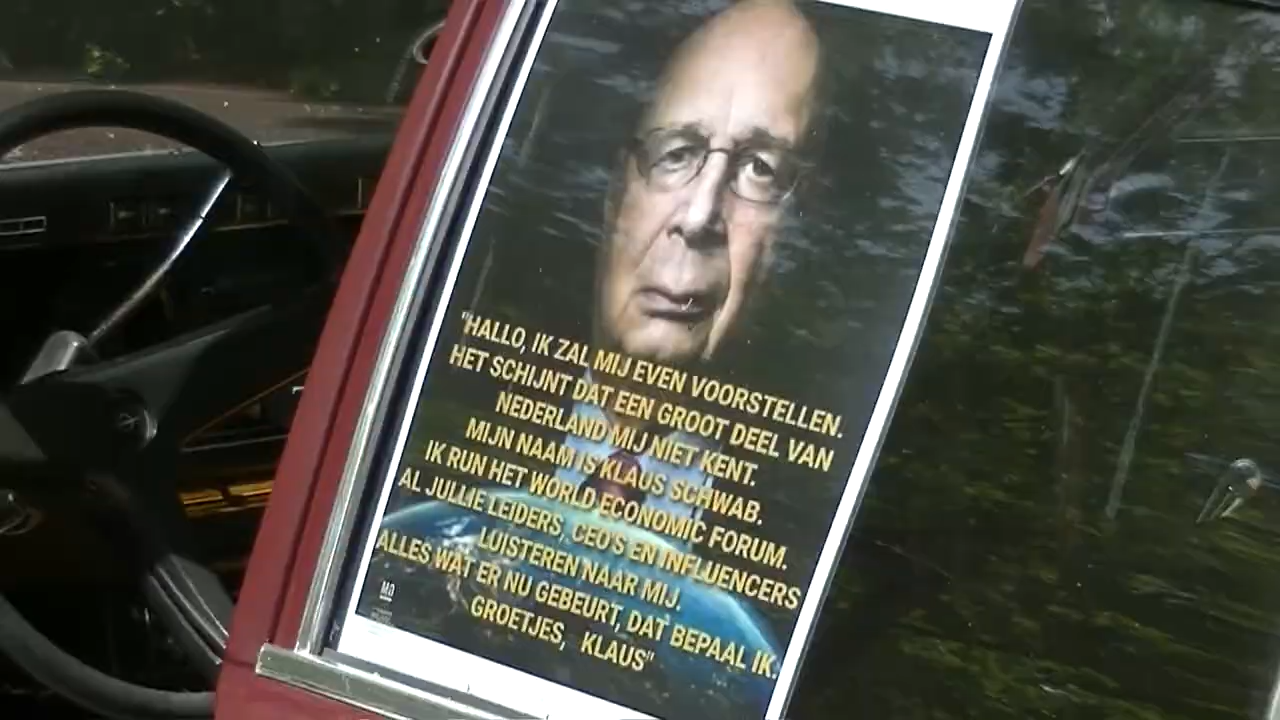 "HALLO, IK ZAL MIJ EVEN VOORSTELLEN.
HET SCHIJNT DAT EEN GROOT DEEL VAN
NEDERLAND MIJ NIET KENT.
MIJN NAAM IS KLAUS SCHWAB.
IK RUN HET WORLD ECONOMIC FORUM.
AL JULLIE LEIDERS, CEO'S EN INFLUENCERS
LUISTEREN NAAR MIJ.
ALLES WAT ER NU GEBEURT, DAT BEPAAL IK.
GROETJES, KLAUS"